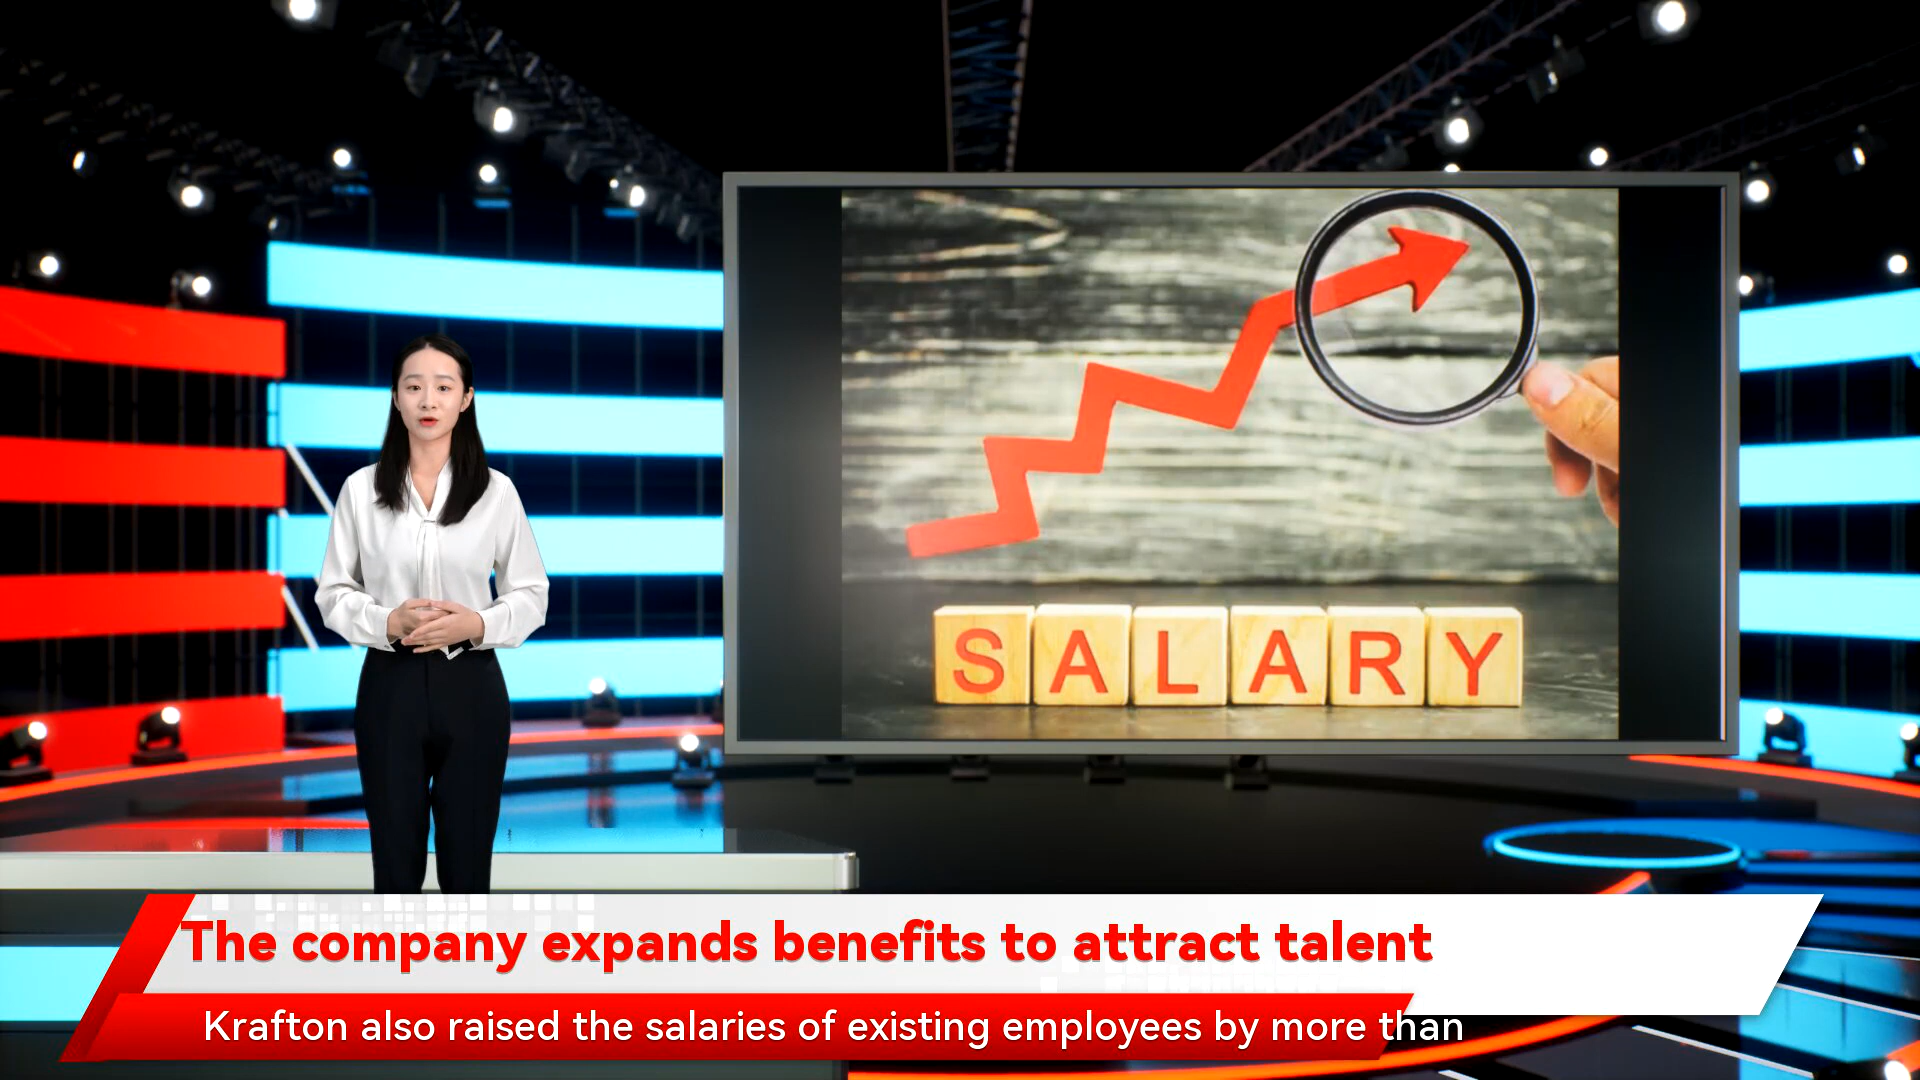 SALARY
The company expands benefits to attract talent
Krafton also raised the salaries of existing employees by more than